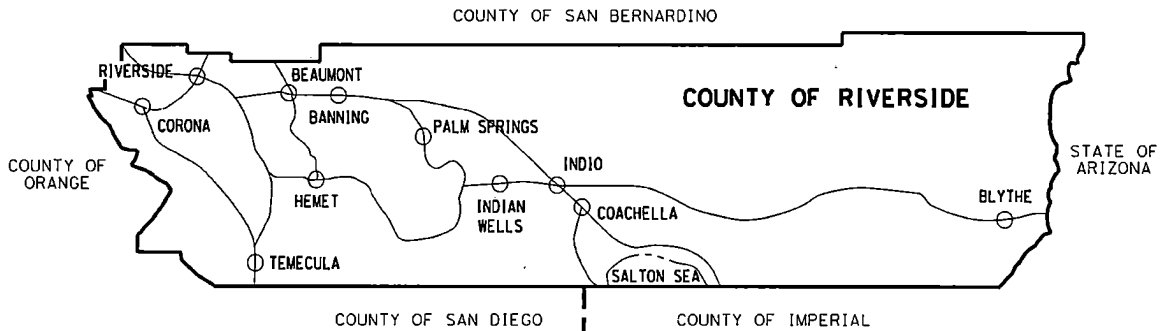 COUNTY OF SAN BERNARDINO
RIVERSIDE
BEAUMONT
COUNTY OF RIVERSIDE
CORONA
BANNING
PALM SPRINGS
COUNTY OF
ORANGE
STATE OF
ARIZONA
INDIO
HEMET
INDIAN
WELLS
COACHELLA
BLYTHE
TEMECULA
SALTON SEA
COUNTY OF SAN DIEGO
COUNTY OF IMPERIAL